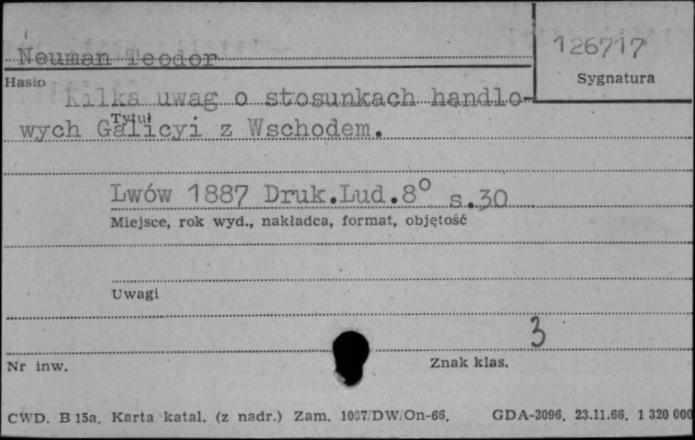 Neuman Teodor
126717
Hasło
Sygnatura
Kilka uwag o stosunkach handlo-
Tytuł
wych Galicyi z Wschodem.
Lwów 1887 Druk.Lud.8° s.30
Miejsce, rok wyd., nakładca, format, objętość
Uwagi
3
Nr inw.
Znak klas.
CWD. B 15a. Karta katal. (z nadr.) Zam. 1007/DW/On-66. GDA-3096. 23.11.66. 1 320 000